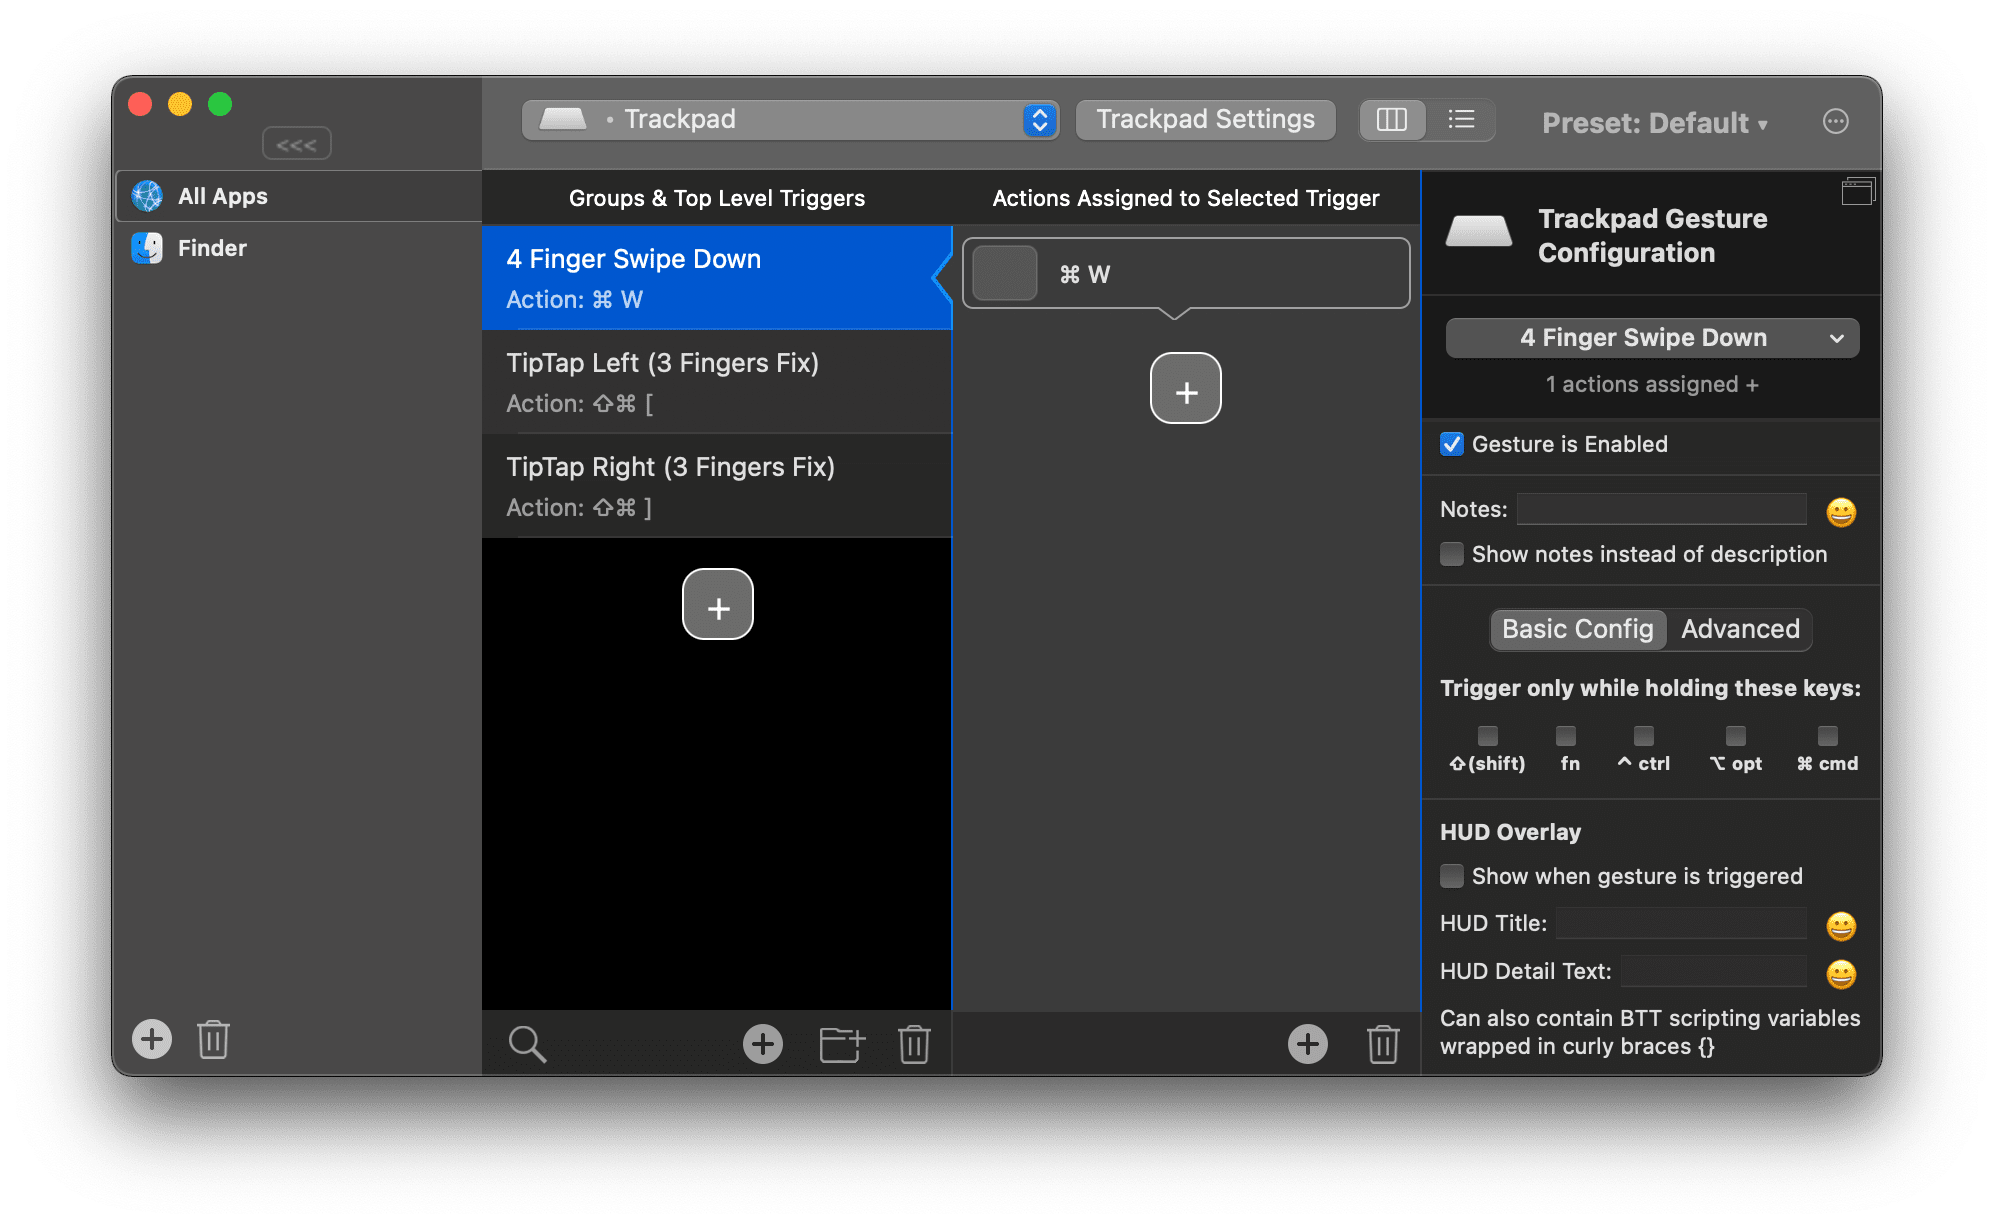 <<<
All Apps
Finder
• Trackpad
Trackpad Settings
Preset: Default ▾
Groups & Top Level Triggers
4 Finger Swipe Down
Action: ⌘ W
TipTap Left (3 Fingers Fix)
Action: ⇧⌘ [
TipTap Right (3 Fingers Fix)
Action: ⇧⌘ ]
+
Actions Assigned to Selected Trigger
⌘ W
+
Trackpad Gesture
Configuration
4 Finger Swipe Down
1 actions assigned +
Gesture is Enabled
Notes:
Show notes instead of description
Basic Config
Advanced
Trigger only while holding these keys:
⇧(shift) fn ^ ctrl ⌥ opt ⌘ cmd
HUD Overlay
Show when gesture is triggered
HUD Title:
HUD Detail Text:
Can also contain BTT scripting variables
wrapped in curly braces {}